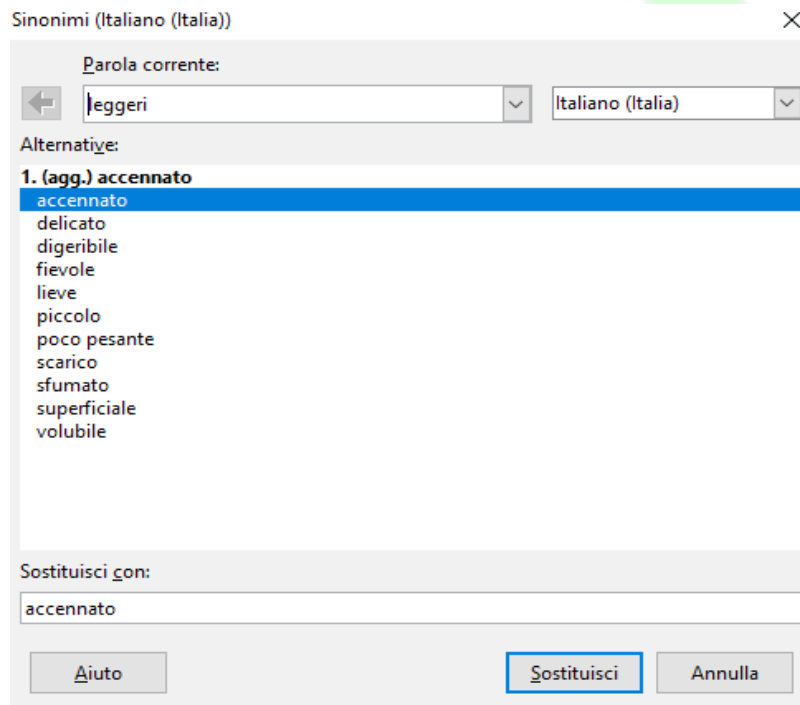 Sinonimi (Italiano (Italia))
Parola corrente:
leggeri
Italiano (Italia)
Alternative:
1. (agg.) accennato
accennato
delicato
digeribile
fievole
lieve
piccolo
poco pesante
scarico
sfumato
superficiale
volubile
Sostituisci con:
accennato
Aiuto
Sostituisci
Annulla